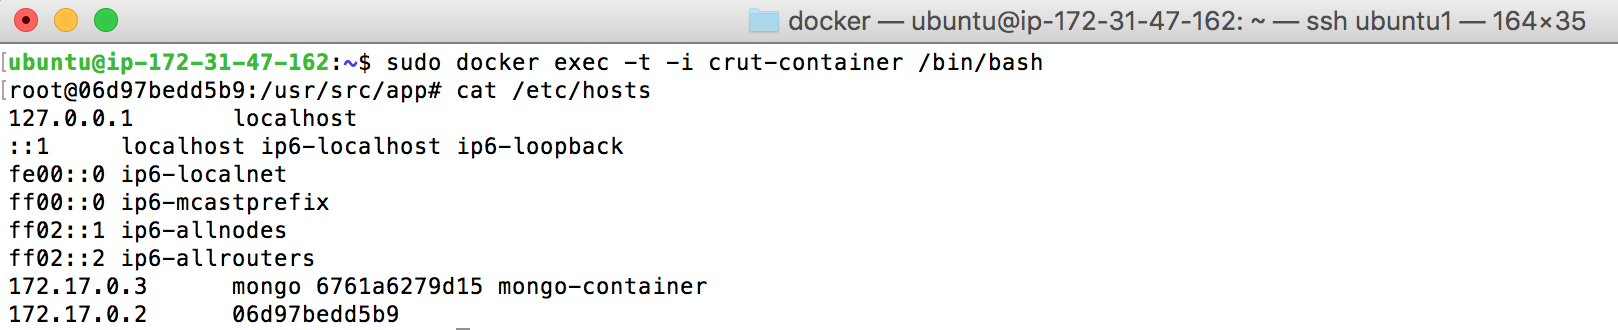 docker — ubuntu@ip-172-31-47-162: ~ — ssh ubuntu1 — 164×35
[ubuntu@ip-172-31-47-162:~$ sudo docker exec -t -i crut-container /bin/bash
[root@06d97bedd5b9:/usr/src/app# cat /etc/hosts
127.0.0.1 localhost
::1 localhost ip6-localhost ip6-loopback
fe00::0 ip6-localnet
ff00::0 ip6-mcastprefix
ff02::1 ip6-allnodes
ff02::2 ip6-allrouters
172.17.0.3 mongo 6761a6279d15 mongo-container
172.17.0.2 06d97bedd5b9